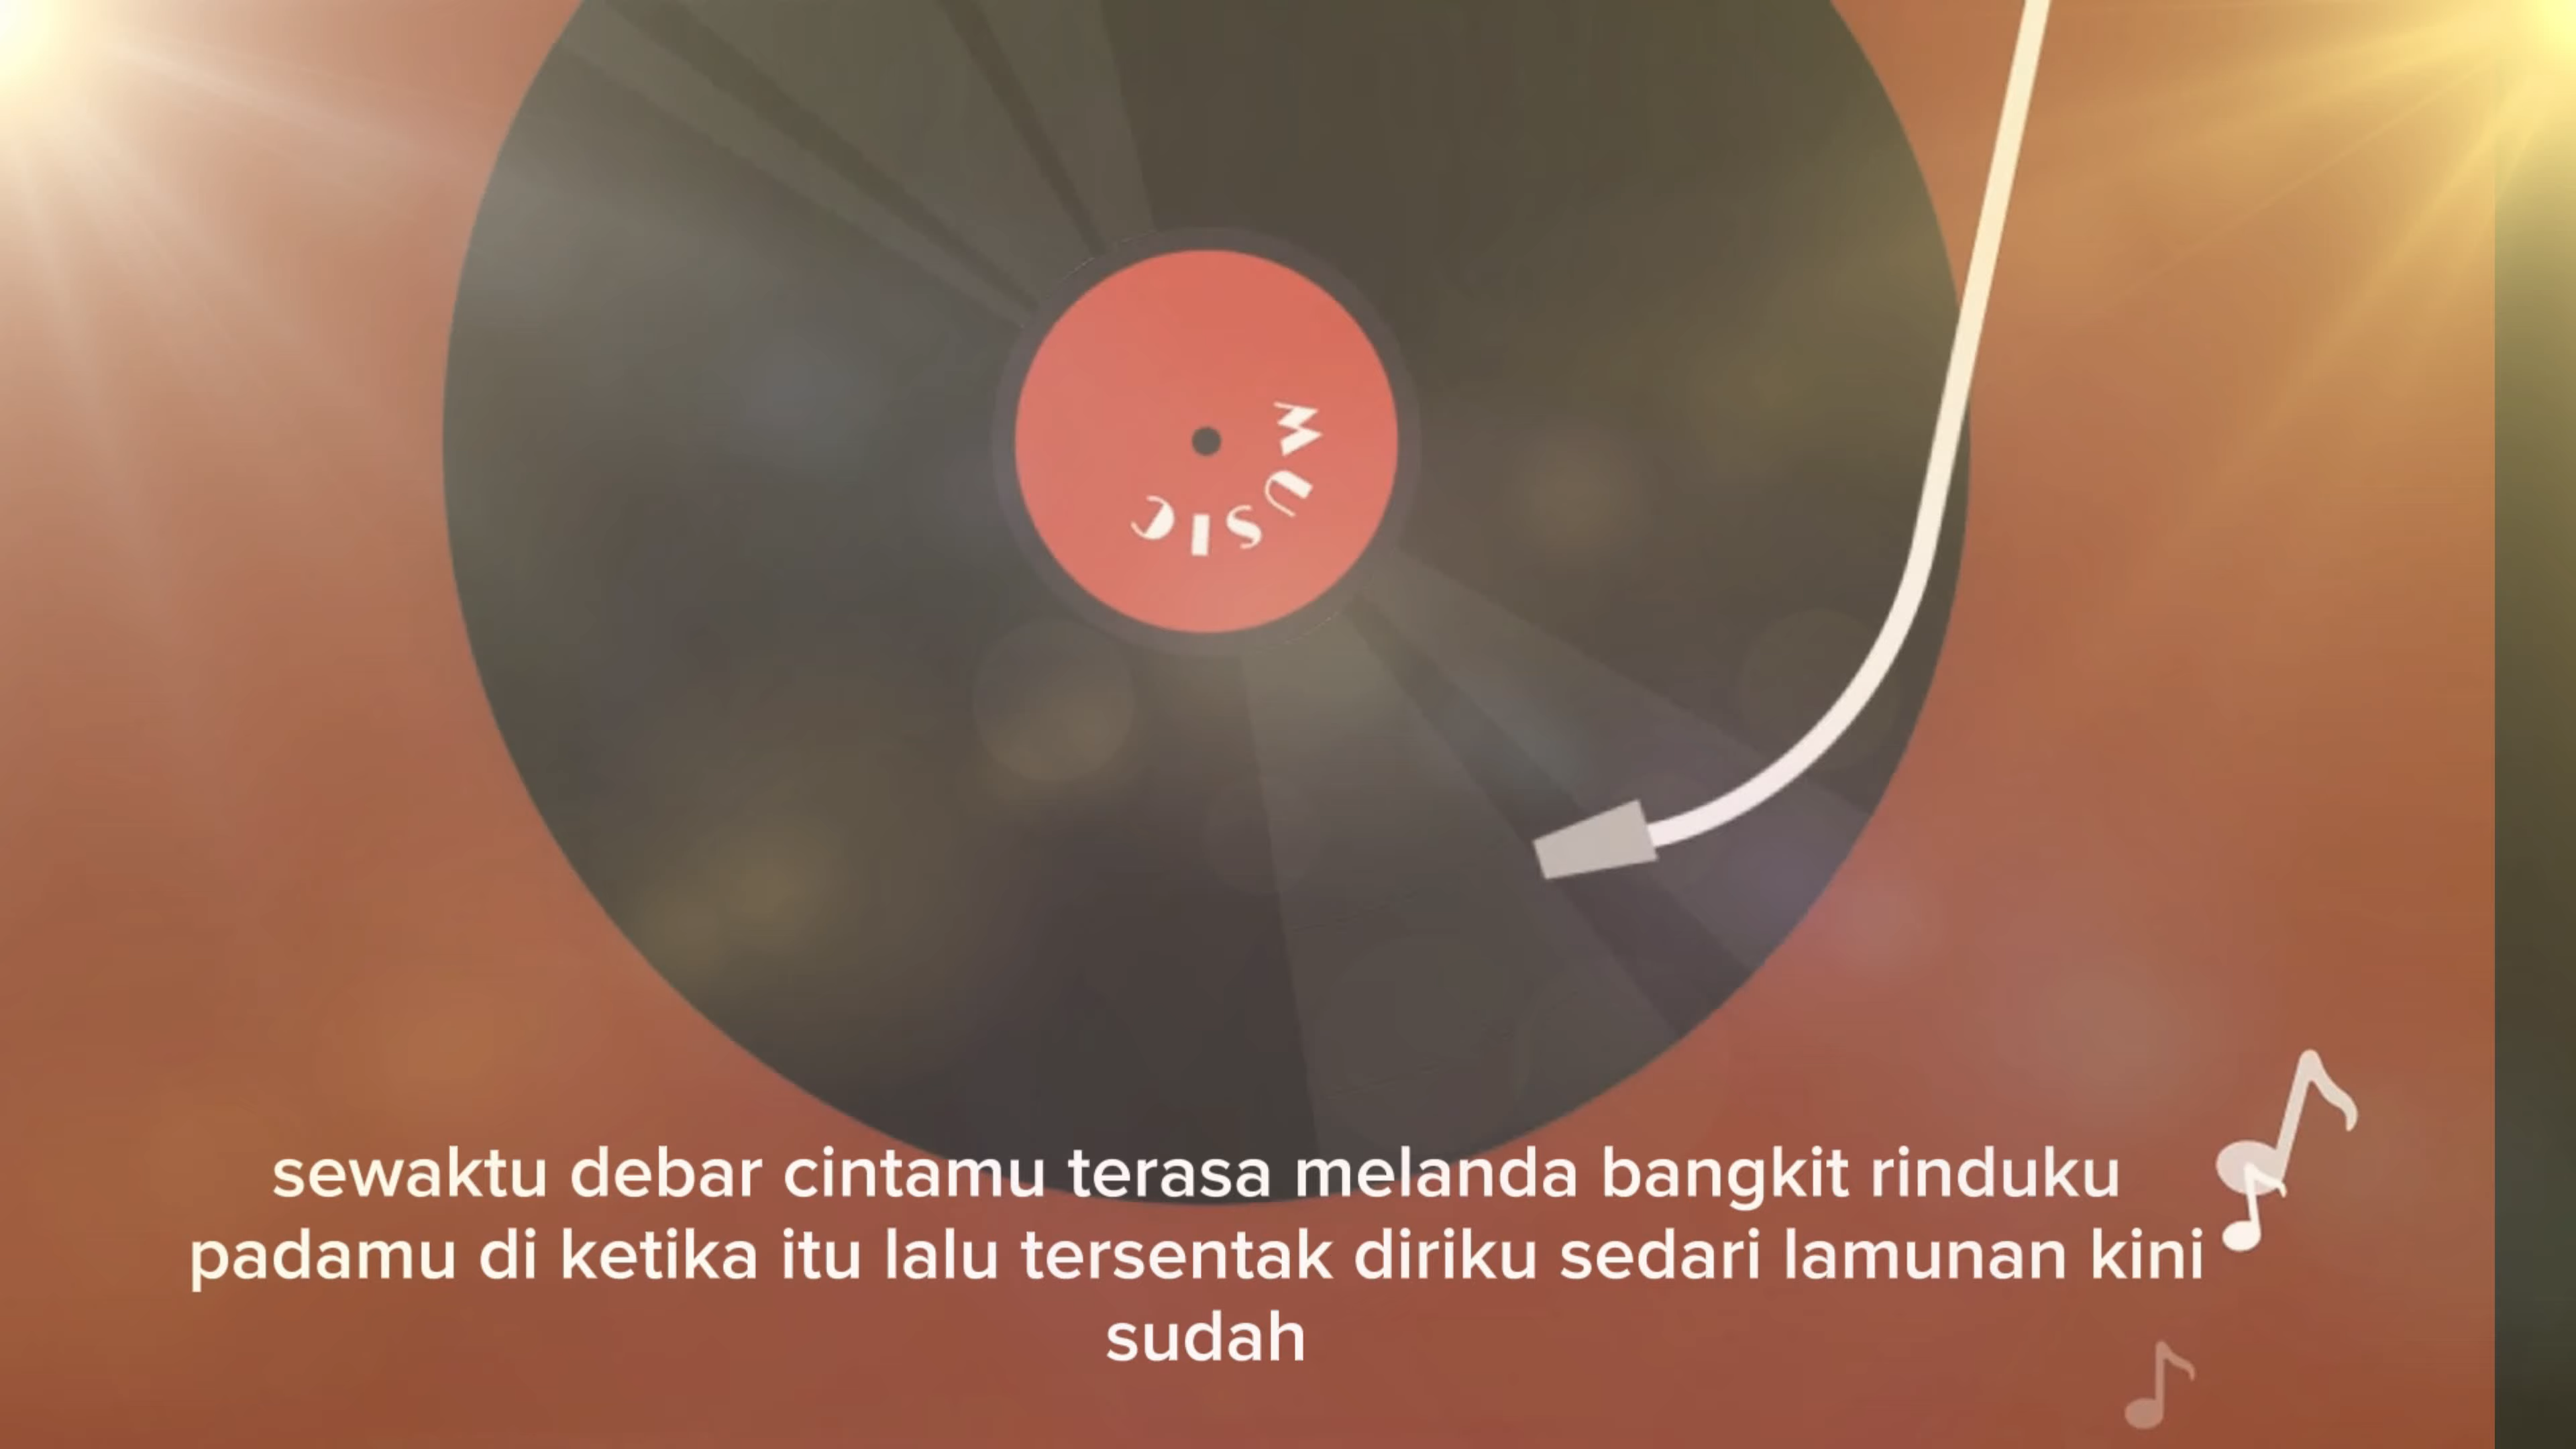 MUSIC
sewaktu debar cintamu terasa melanda bangkit rinduku
padamu di ketika itu lalu tersentak diriku sedari lamunan kini
sudah